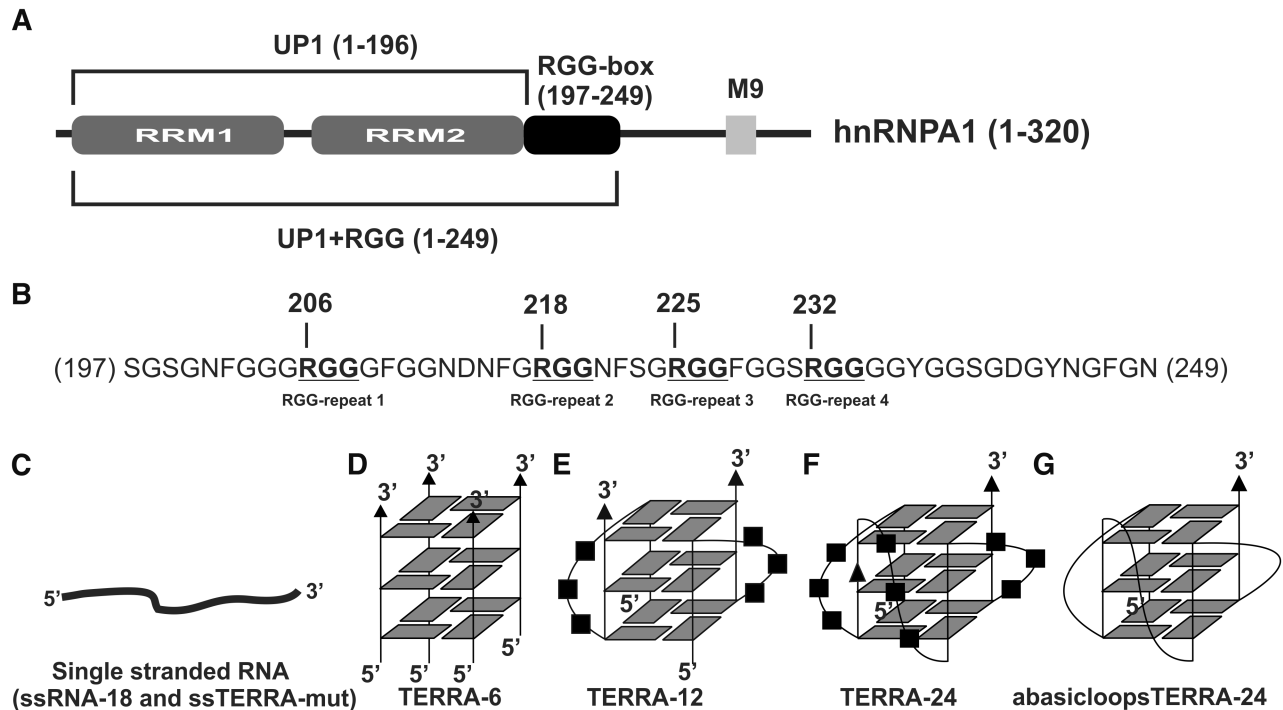 A
UP1 (1-196)
RGG-box
(197-249)
M9
RRM1
RRM2
hnRNPA1 (1-320)
UP1+RGG (1-249)
B
206
218
225
232
(197) SGSGNFGGGRGGGFGGNDNFGRGGNFSGRGGFGGSRGGGGYGGSGDGYNGFGN (249)
RGG-repeat 1
RGG-repeat 2
RGG-repeat 3
RGG-repeat 4
C
5’
3’
Single stranded RNA
(ssRNA-18 and ssTERRA-mut)
D
3’
3’
3’
3’
5’
5’
5’
5’
TERRA-6
E
3’
3’
5’
5’
TERRA-12
F
3’
5’
TERRA-24
G
3’
5’
abasicloopsTERRA-24